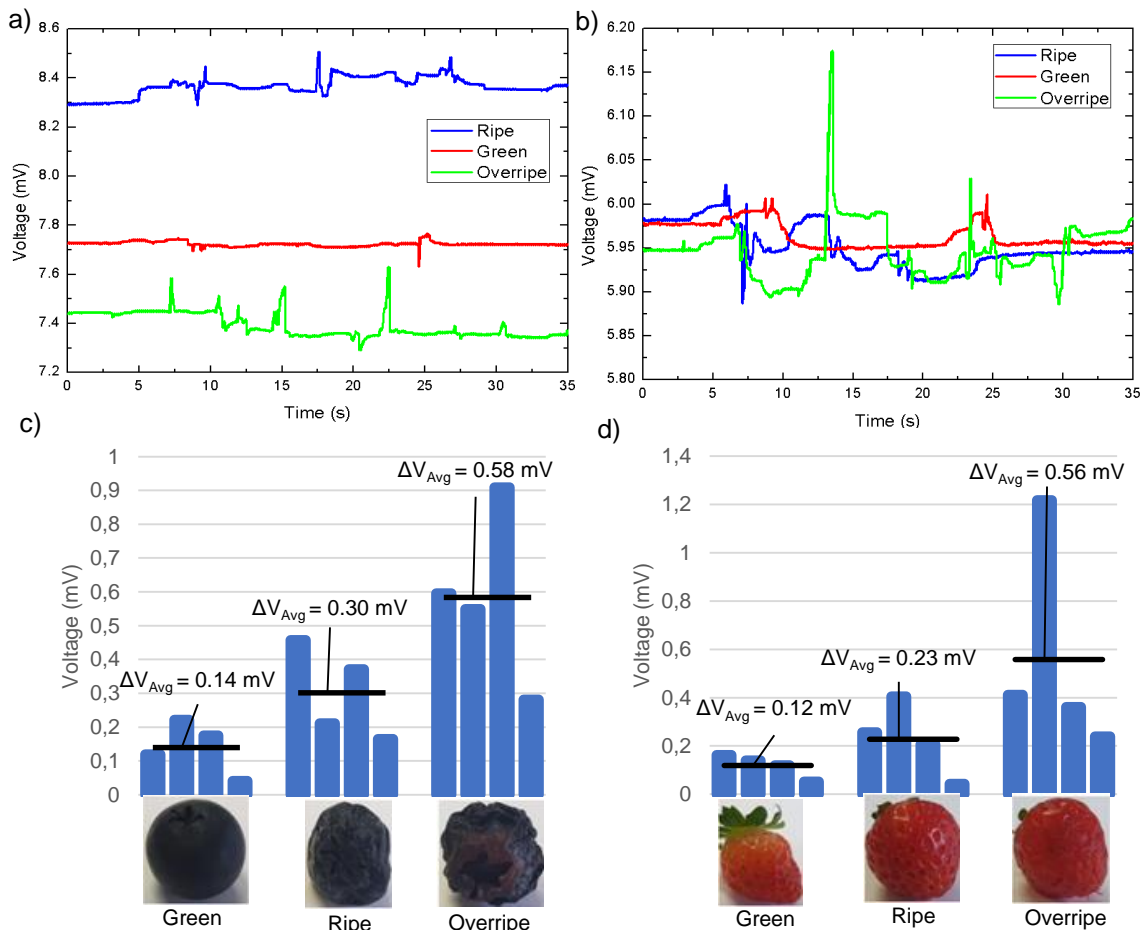 a)
8.6
8.4
8.2
8.0
7.8
7.6
7.4
7.2
Voltage (mV)
Ripe
Green
Overripe
0 5 10 15 20 25 30 35
Time (s)
b)
6.20
6.15
6.10
6.05
6.00
5.95
5.90
5.85
5.80
Voltage (mV)
Ripe
Green
Overripe
0 5 10 15 20 25 30 35
Time (s)
c)
1
0,9
0,8
0,7
0,6
0,5
0,4
0,3
0,2
0,1
0
Voltage (mV)
ΔVAvg = 0.14 mV
ΔVAvg = 0.30 mV
ΔVAvg = 0.58 mV
Green Ripe Overripe
d)
1,4
1,2
1
0,8
0,6
0,4
0,2
0
Voltage (mV)
ΔVAvg = 0.12 mV
ΔVAvg = 0.23 mV
ΔVAvg = 0.56 mV
Green Ripe Overripe